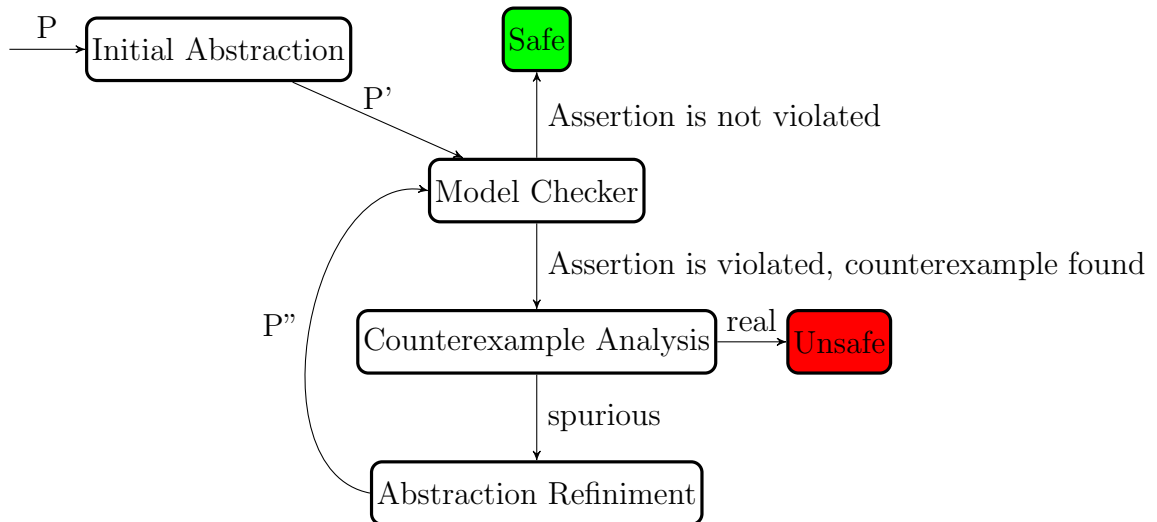 P
Initial Abstraction
Safe
P'
Assertion is not violated
Model Checker
Assertion is violated, counterexample found
P”
Counterexample Analysis
real
Unsafe
spurious
Abstraction Refiniment